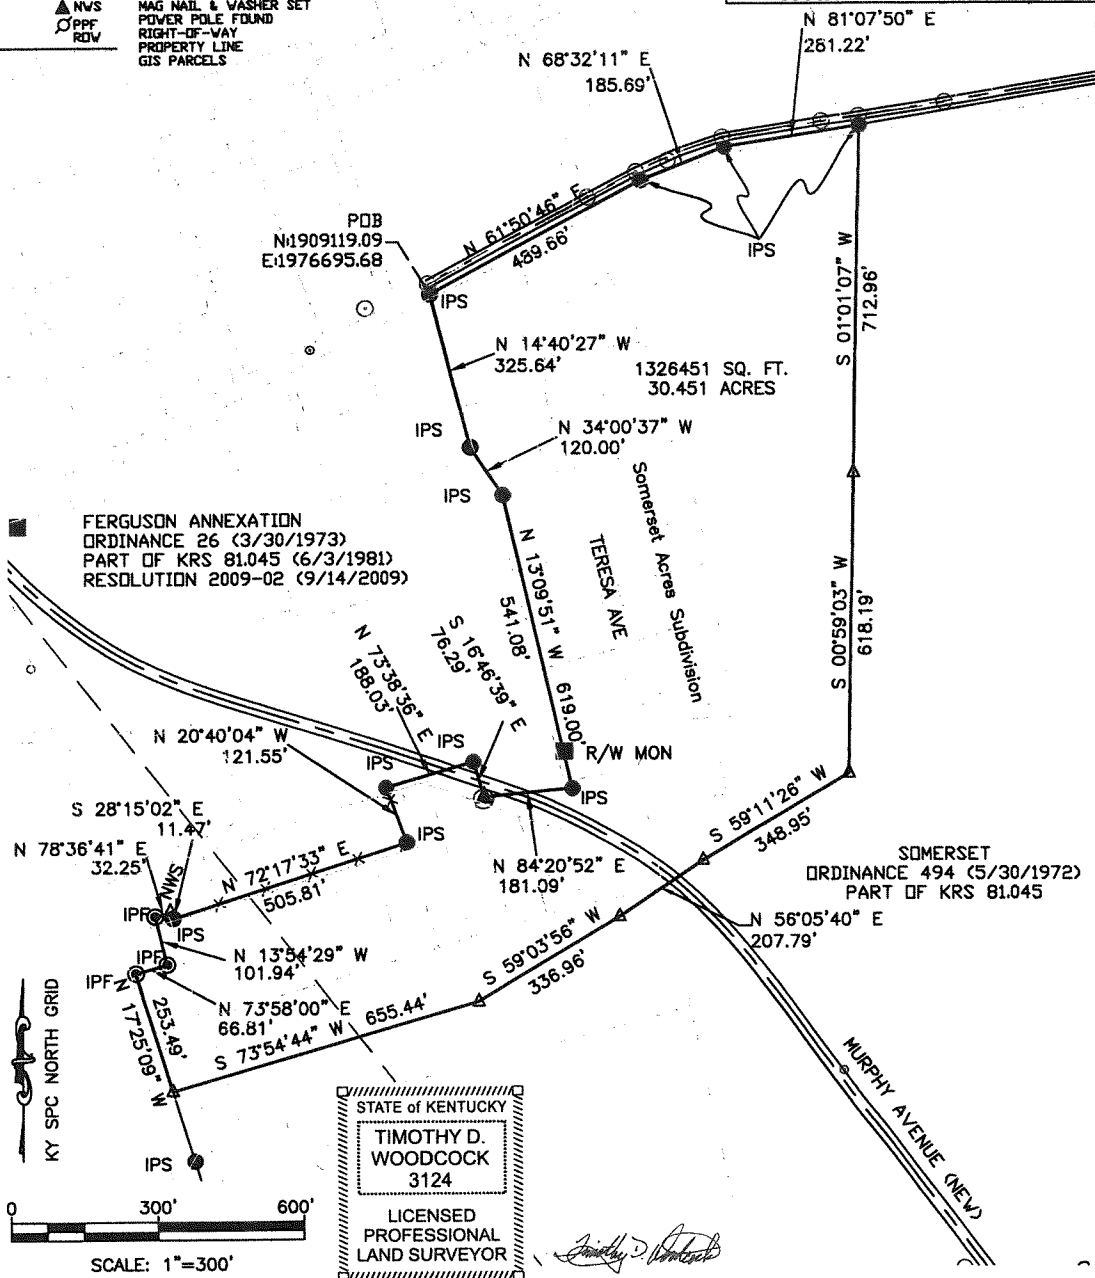 NWS MAG NAIL & WASHER SET
PPF POWER POLE FOUND
ROW RIGHT-OF-WAY
PROPERTY LINE
GIS PARCELS
N 81°07'50" E
281.22'
N 68°32'11" E
185.69'
IPS
POB
N:1909119.09
E:1976695.68
N 61°50'46" E
489.66'
IPS
S 01°01'07" W
712.96'
N 14°40'27" W
325.64'
1326451 SQ. FT.
30.451 ACRES
IPS
N 34°00'37" W
120.00'
IPS
Somerset Acres Subdivision
TERESA AVE
FERGUSON ANNEXATION
ORDINANCE 26 (3/30/1973)
PART OF KRS 81.045 (6/3/1981)
RESOLUTION 2009-02 (9/14/2009)
N 13°09'51" W
541.08'
619.00'
S 00°59'03" W
618.19'
S 16°46'39" E
76.29'
N 73°38'36" E
188.03'
N 20°40'04" W
121.55'
IPS
IPS
R/W MON
IPS
S 28°15'02" E
11.47'
N 78°36'41" E
32.25'
NWS
N 72°17'33" E
505.81'
IPS
N 84°20'52" E
181.09'
S 59°11'26" W
348.95'
SOMERSET
ORDINANCE 494 (5/30/1972)
PART OF KRS 81.045
IPF
IPS
N 56°05'40" E
207.79'
S 59°03'56" W
336.96'
IPF
N 13°54'29" W
101.94'
IPF
N 73°58'00" E
66.81'
N 17°25'09" W
253.49'
S 73°54'44" W 655.44'
KY SPC NORTH GRID
MURPHY AVENUE (NEW)
IPS
STATE of KENTUCKY
TIMOTHY D.
WOODCOCK
3124
LICENSED
PROFESSIONAL
LAND SURVEYOR
Timothy D. Woodcock
0 300' 600'
SCALE: 1"=300'